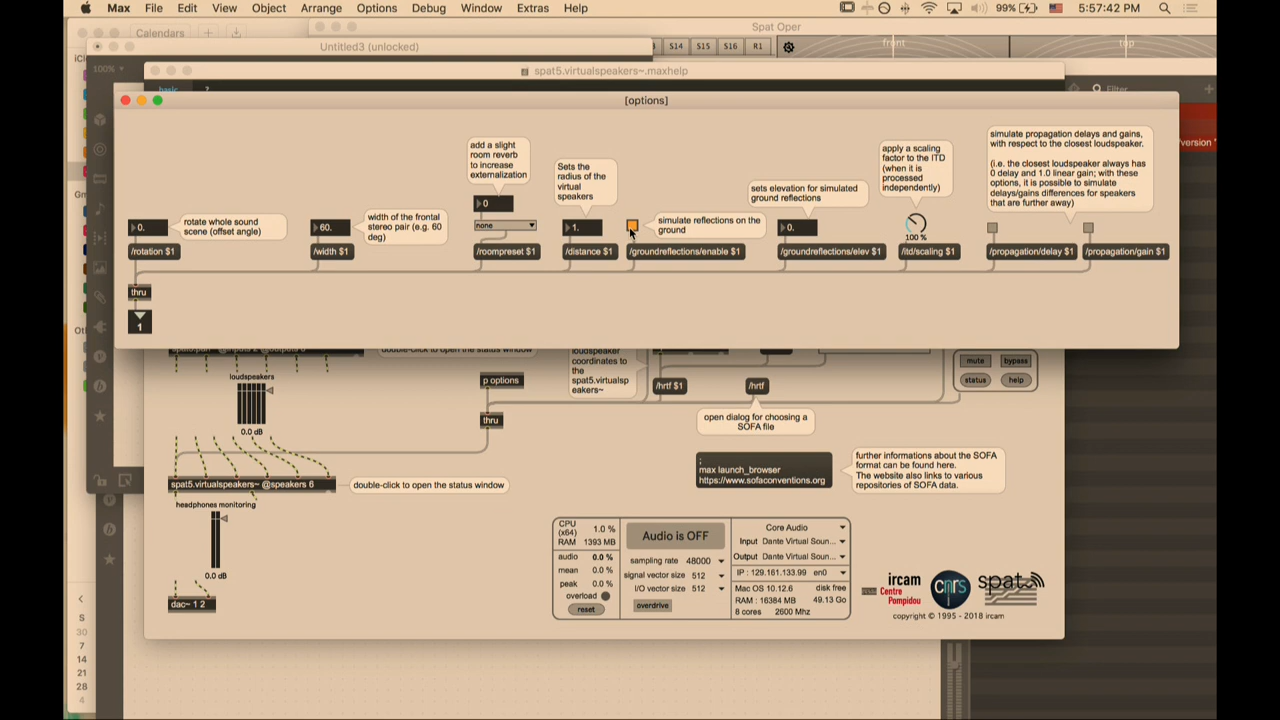 Max File Edit View Object Arrange Options Debug Window Extras Help
99% 5:57:42 PM
Calendars
Spat Oper
Untitled3 (unlocked)
S14 S15 S16 R1
front
top
100%
spat5.virtualspeakers~.maxhelp
basic ?
Filter
[options]
version
add a slight
room reverb
to increase
externalization
Sets the
radius of the
virtual
speakers
sets elevation for simulated
ground reflections
apply a scaling
factor to the ITD
(when it is
processed
independently)
simulate propagation delays and gains,
with respect to the closest loudspeaker.
(i.e. the closest loudspeaker always has
0 delay and 1.0 linear gain; with these
options, it is possible to simulate
delays/gains differences for speakers
that are further away)
0
none
0.
rotate whole sound
scene (offset angle)
60.
width of the frontal
stereo pair (e.g. 60
deg)
1.
simulate reflections on the
ground
0.
100 %
/rotation $1
/width $1
/roompreset $1
/distance $1
/groundreflections/enable $1
/groundreflections/elev $1
/itd/scaling $1
/propagation/delay $1
/propagation/gain $1
thru
1
double-click to open the status window
loudspeaker
coordinates to
the
spat5.virtualsp
eakers~
loudspeakers
0.0 dB
p options
thru
/hrtf $1
/hrtf
mute bypass
status help
open dialog for choosing a
SOFA file
;
max launch_browser
https://www.sofaconventions.org
further informations about the SOFA
format can be found here.
The website also links to various
repositories of SOFA data.
spat5.virtualspeakers~ @speakers 6
double-click to open the status window
headphones monitoring
0.0 dB
dac~ 1 2
CPU
(x64) 1.0 %
RAM 1393 MB
audio 0.0 %
mean 0.0 %
peak 0.0 %
overload
reset
Audio is OFF
sampling rate 48000
signal vector size 512
I/O vector size 512
overdrive
Core Audio
Input Dante Virtual Soun...
Output Dante Virtual Soun...
IP : 129.161.133.99 en0
Mac OS 10.12.6 disk free
RAM : 16384 MB 49.13 Go
8 cores 2600 Mhz
ircam
Centre
Pompidou
cnrs
spat
copyright © 1995 - 2018 ircam
S
30
7
14
21
28
4